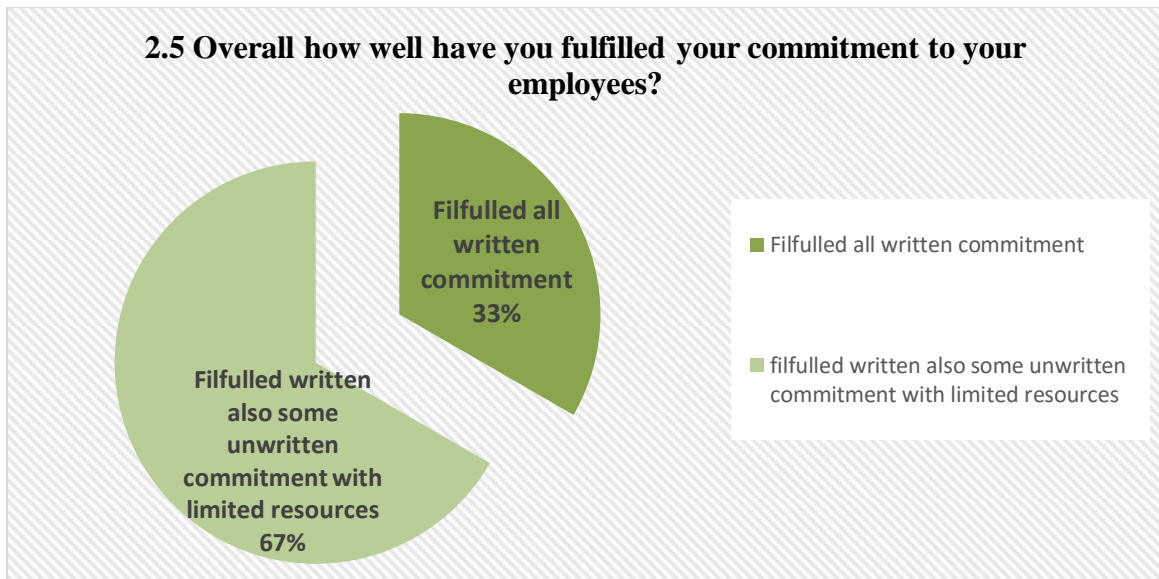 2.5 Overall how well have you fulfilled your commitment to your
employees?
Filfulled all
written
commitment
33%
Filfulled written
also some
unwritten
commitment with
limited resources
67%
Filfulled all written commitment
filfulled written also some unwritten
commitment with limited resources